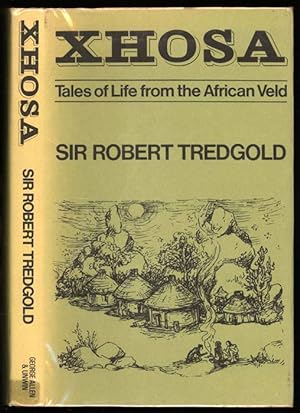 XHOSA
Tales of Life from the African Veld
SIR ROBERT TREDGOLD
XHOSA
SIR ROBERT TREDGOLD
GEORGE ALLEN
& UNWIN